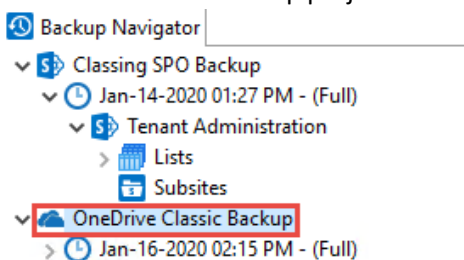 Backup Navigator
Classing SPO Backup
Jan-14-2020 01:27 PM - (Full)
Tenant Administration
Lists
Subsites
OneDrive Classic Backup
Jan-16-2020 02:15 PM - (Full)